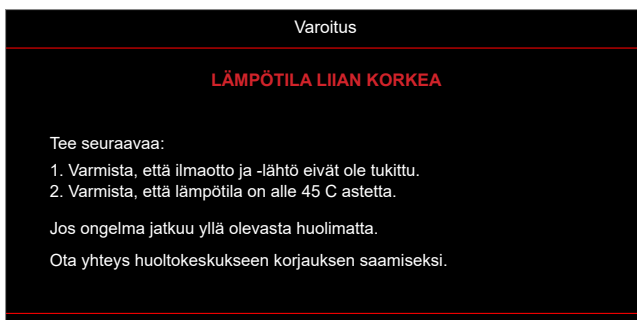 Varoitus
LÄMPÖTILA LIIAN KORKEA
Tee seuraavaa:
1. Varmista, että ilmaotto ja -lähtö eivät ole tukittu.
2. Varmista, että lämpötila on alle 45 C astetta.
Jos ongelma jatkuu yllä olevasta huolimatta.
Ota yhteys huoltokeskukseen korjauksen saamiseksi.